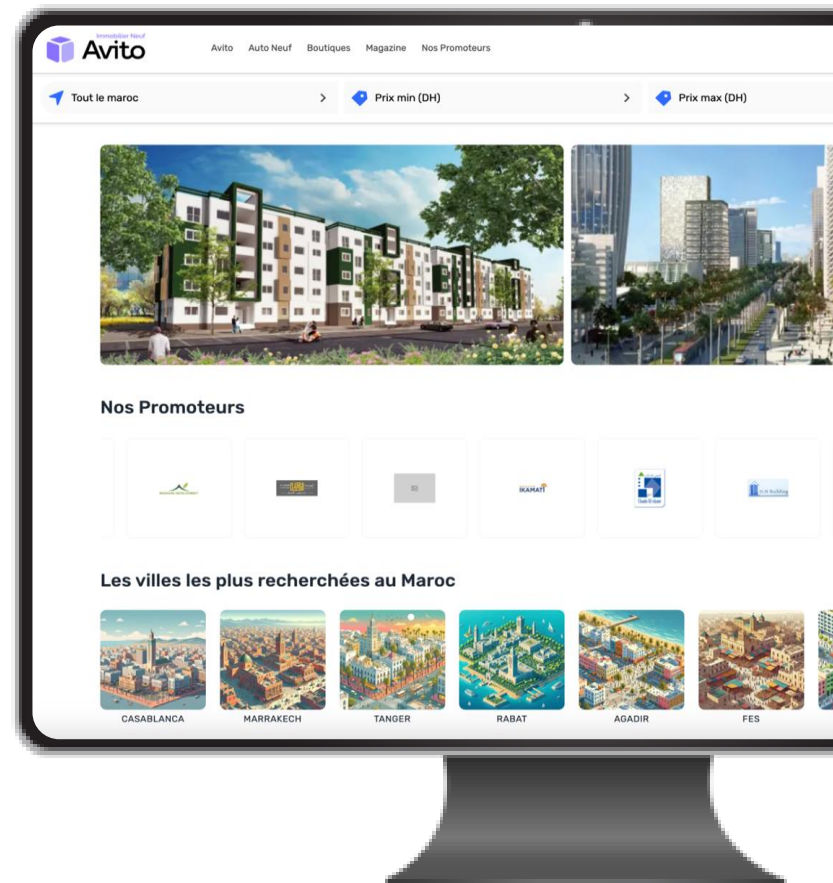 Immobilier Neuf
Avito
Avito Auto Neuf Boutiques Magazine Nos Promoteurs
Tout le maroc Prix min (DH) Prix max (DH)
Nos Promoteurs
IKAMATI
Les villes les plus recherchées au Maroc
CASABLANCA MARRAKECH TANGER RABAT AGADIR FES